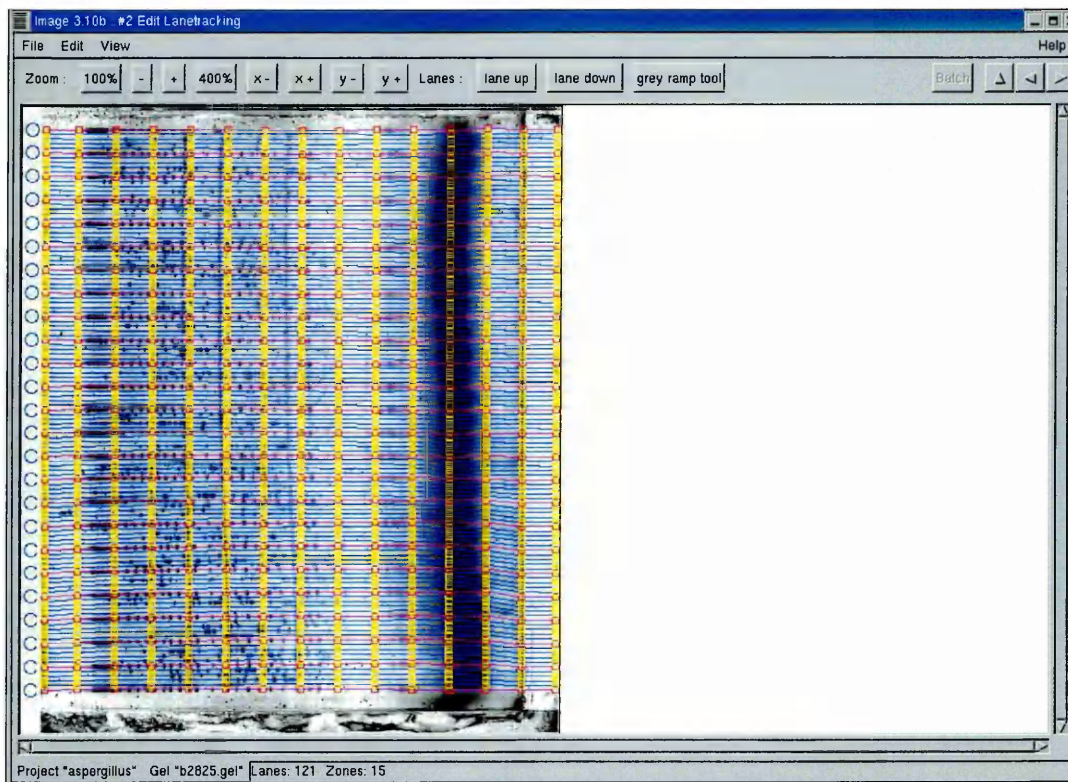 Image 3.10b #2 Edit Lanetracking
File Edit View Help
Zoom : 100% - + 400% x - x + y - y + Lanes : lane up lane down grey ramp tool Batch
Project "aspergillus" Gel "b2825.gel" Lanes: 121 Zones: 15